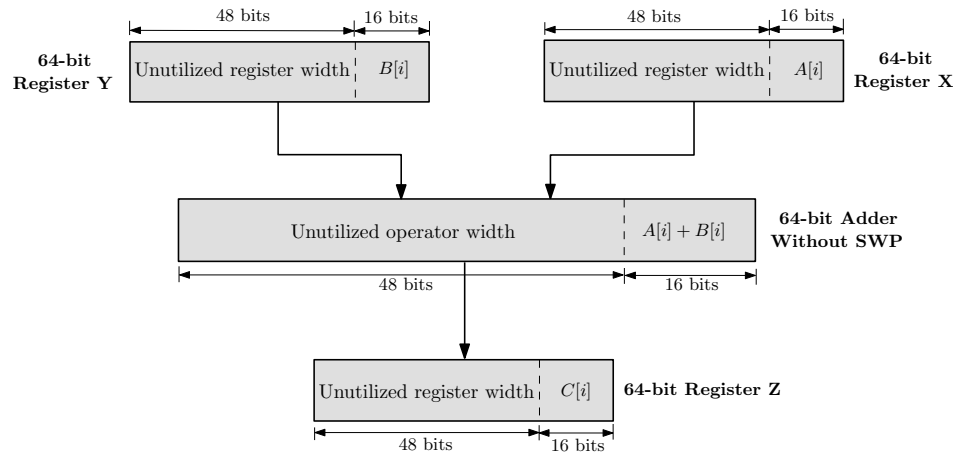 48 bits
16 bits
48 bits
16 bits
64-bit
Register Y
Unutilized register width
B[i]
Unutilized register width
A[i]
64-bit
Register X
Unutilized operator width
A[i] + B[i]
64-bit Adder
Without SWP
48 bits
16 bits
Unutilized register width
C[i]
64-bit Register Z
48 bits
16 bits